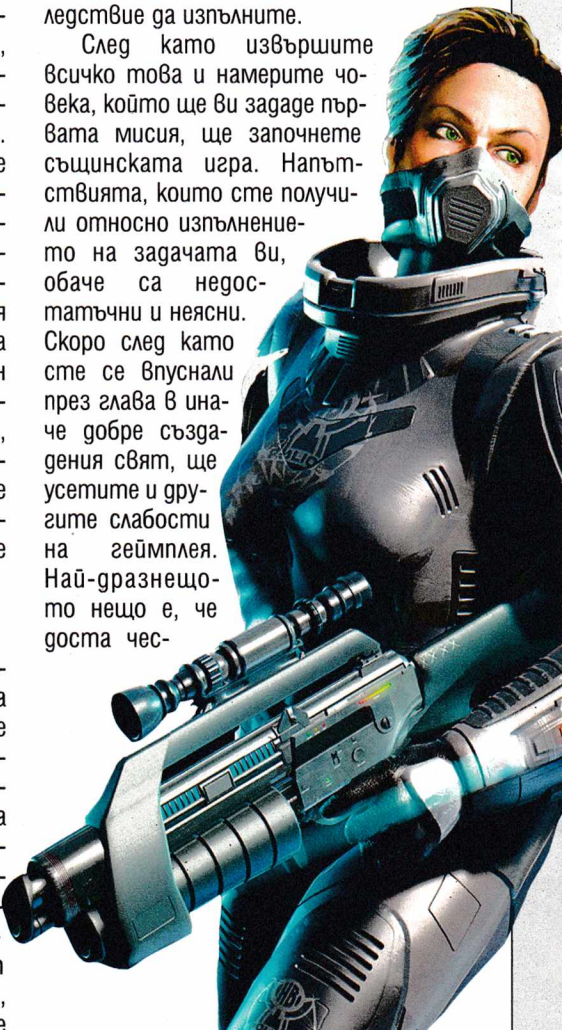 ледствие да изпълните.
След като извършите
всичко това и намерите чо-
века, който ще ви зададе пър-
вата мисия, ще започнете
същинската игра. Напът-
ствията, които сте получи-
ли относно изпълнение-
то на задачата ви,
обаче са недос-
татъчни и неясни.
Скоро след като
сте се впуснали
през глава в ина-
че добре създа-
дения свят, ще
усетите и дру-
гите слабости
на геймплея.
Най-дразнещо-
то нещо е, че
доста чес-